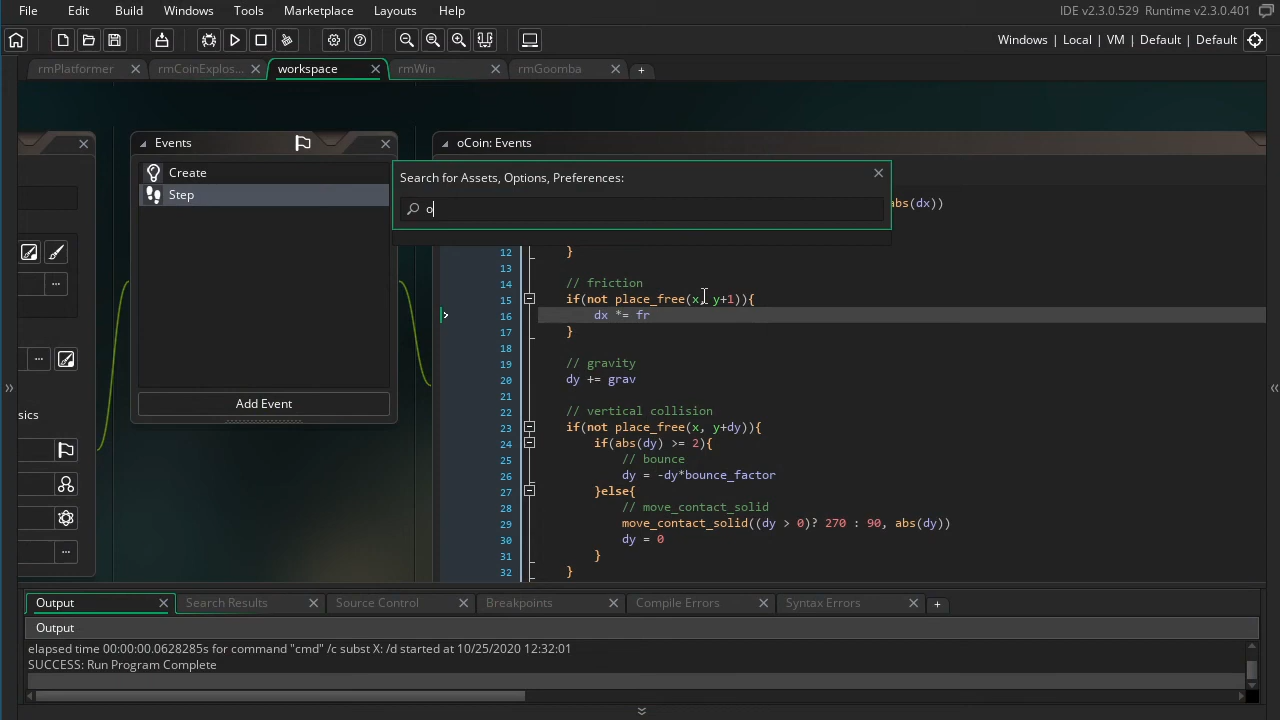 File Edit Build Windows Tools Marketplace Layouts Help IDE v2.3.0.529 Runtime v2.3.0.401
Windows | Local | VM | Default | Default
rmPlatformer rmCoinExplos... workspace rmWin rmGoomba +
Events
oCoin: Events
Create
Step
Add Event
sics
Search for Assets, Options, Preferences:
o
abs(dx))
12 }
13
14 // friction
15 if(not place_free(x, y+1)){
16 dx *= fr
17 }
18
19 // gravity
20 dy += grav
21
22 // vertical collision
23 if(not place_free(x, y+dy)){
24 if(abs(dy) >= 2){
25 // bounce
26 dy = -dy*bounce_factor
27 }else{
28 // move_contact_solid
29 move_contact_solid((dy > 0)? 270 : 90, abs(dy))
30 dy = 0
31 }
32 }
Output Search Results Source Control Breakpoints Compile Errors Syntax Errors +
Output
elapsed time 00:00:00.0628285s for command "cmd" /c subst X: /d started at 10/25/2020 12:32:01
SUCCESS: Run Program Complete